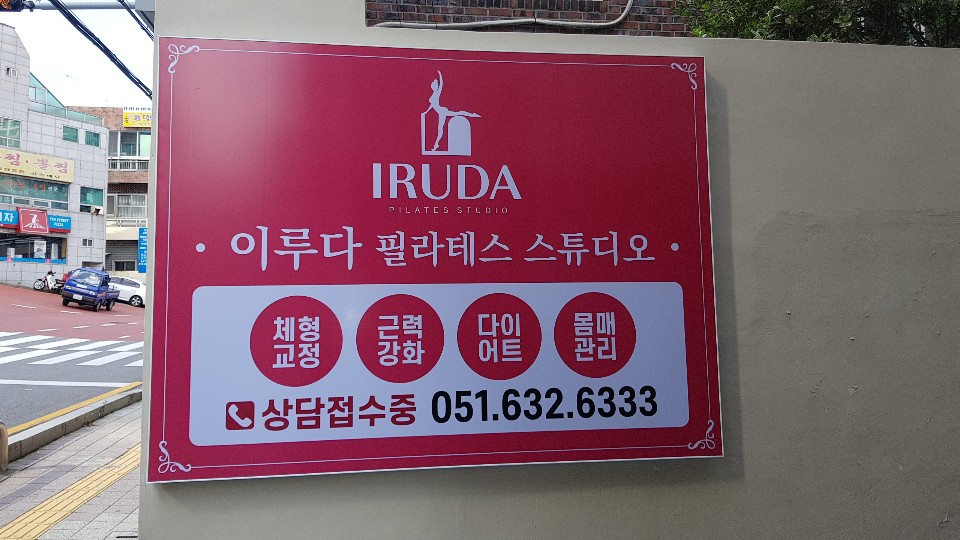 IRUDA
PILATES STUDIO
· 이루다 필라테스 스튜디오 ·
체형
교정
근력
강화
다이
어트
몸매
관리
상담접수중 051.632.6333